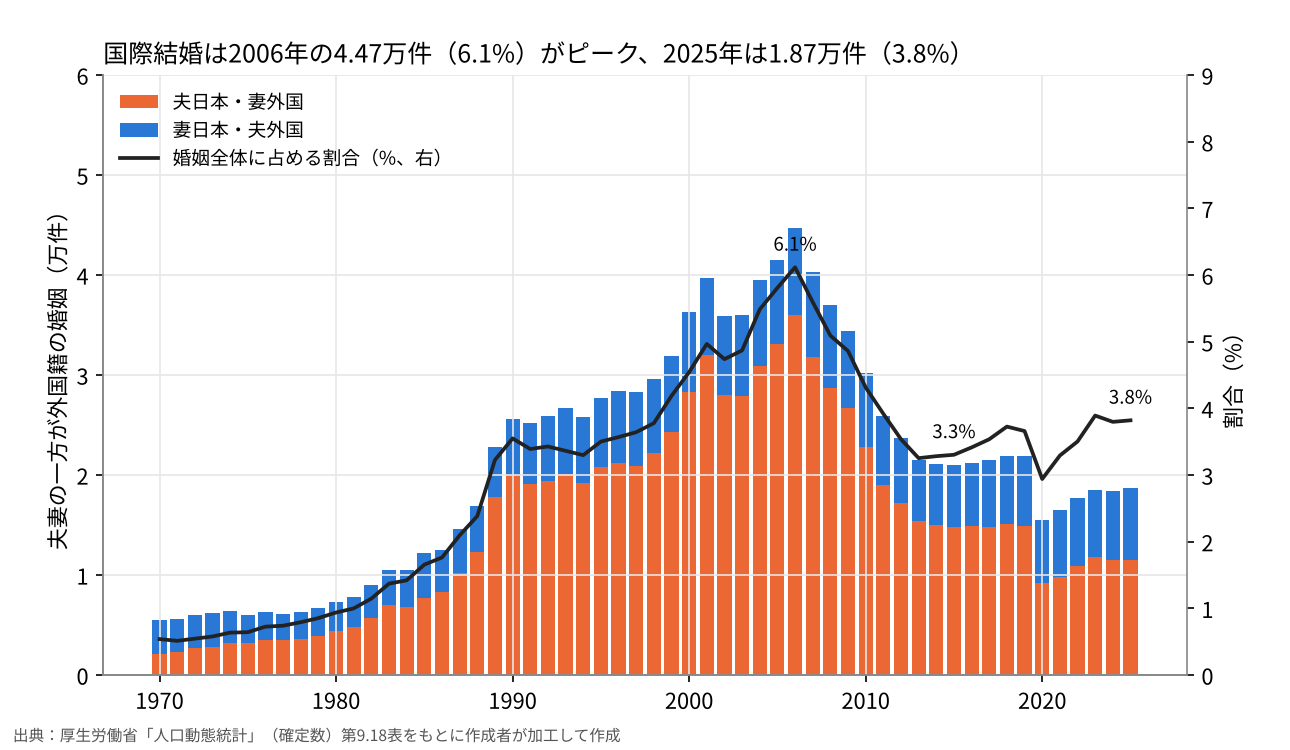 国際結婚は2006年の4.47万件（6.1%）がピーク、2025年は1.87万件（3.8%）
夫日本・妻外国
妻日本・夫外国
婚姻全体に占める割合（%、右）
夫妻の一方が外国籍の婚姻（万件）
6
5
4
3
2
1
0
6.1%
3.3%
3.8%
9
8
7
6
5
4
3
2
1
0
割合（%）
1970 1980 1990 2000 2010 2020
出典：厚生労働省「人口動態統計」（確定数）第9.18表をもとに作成者が加工して作成